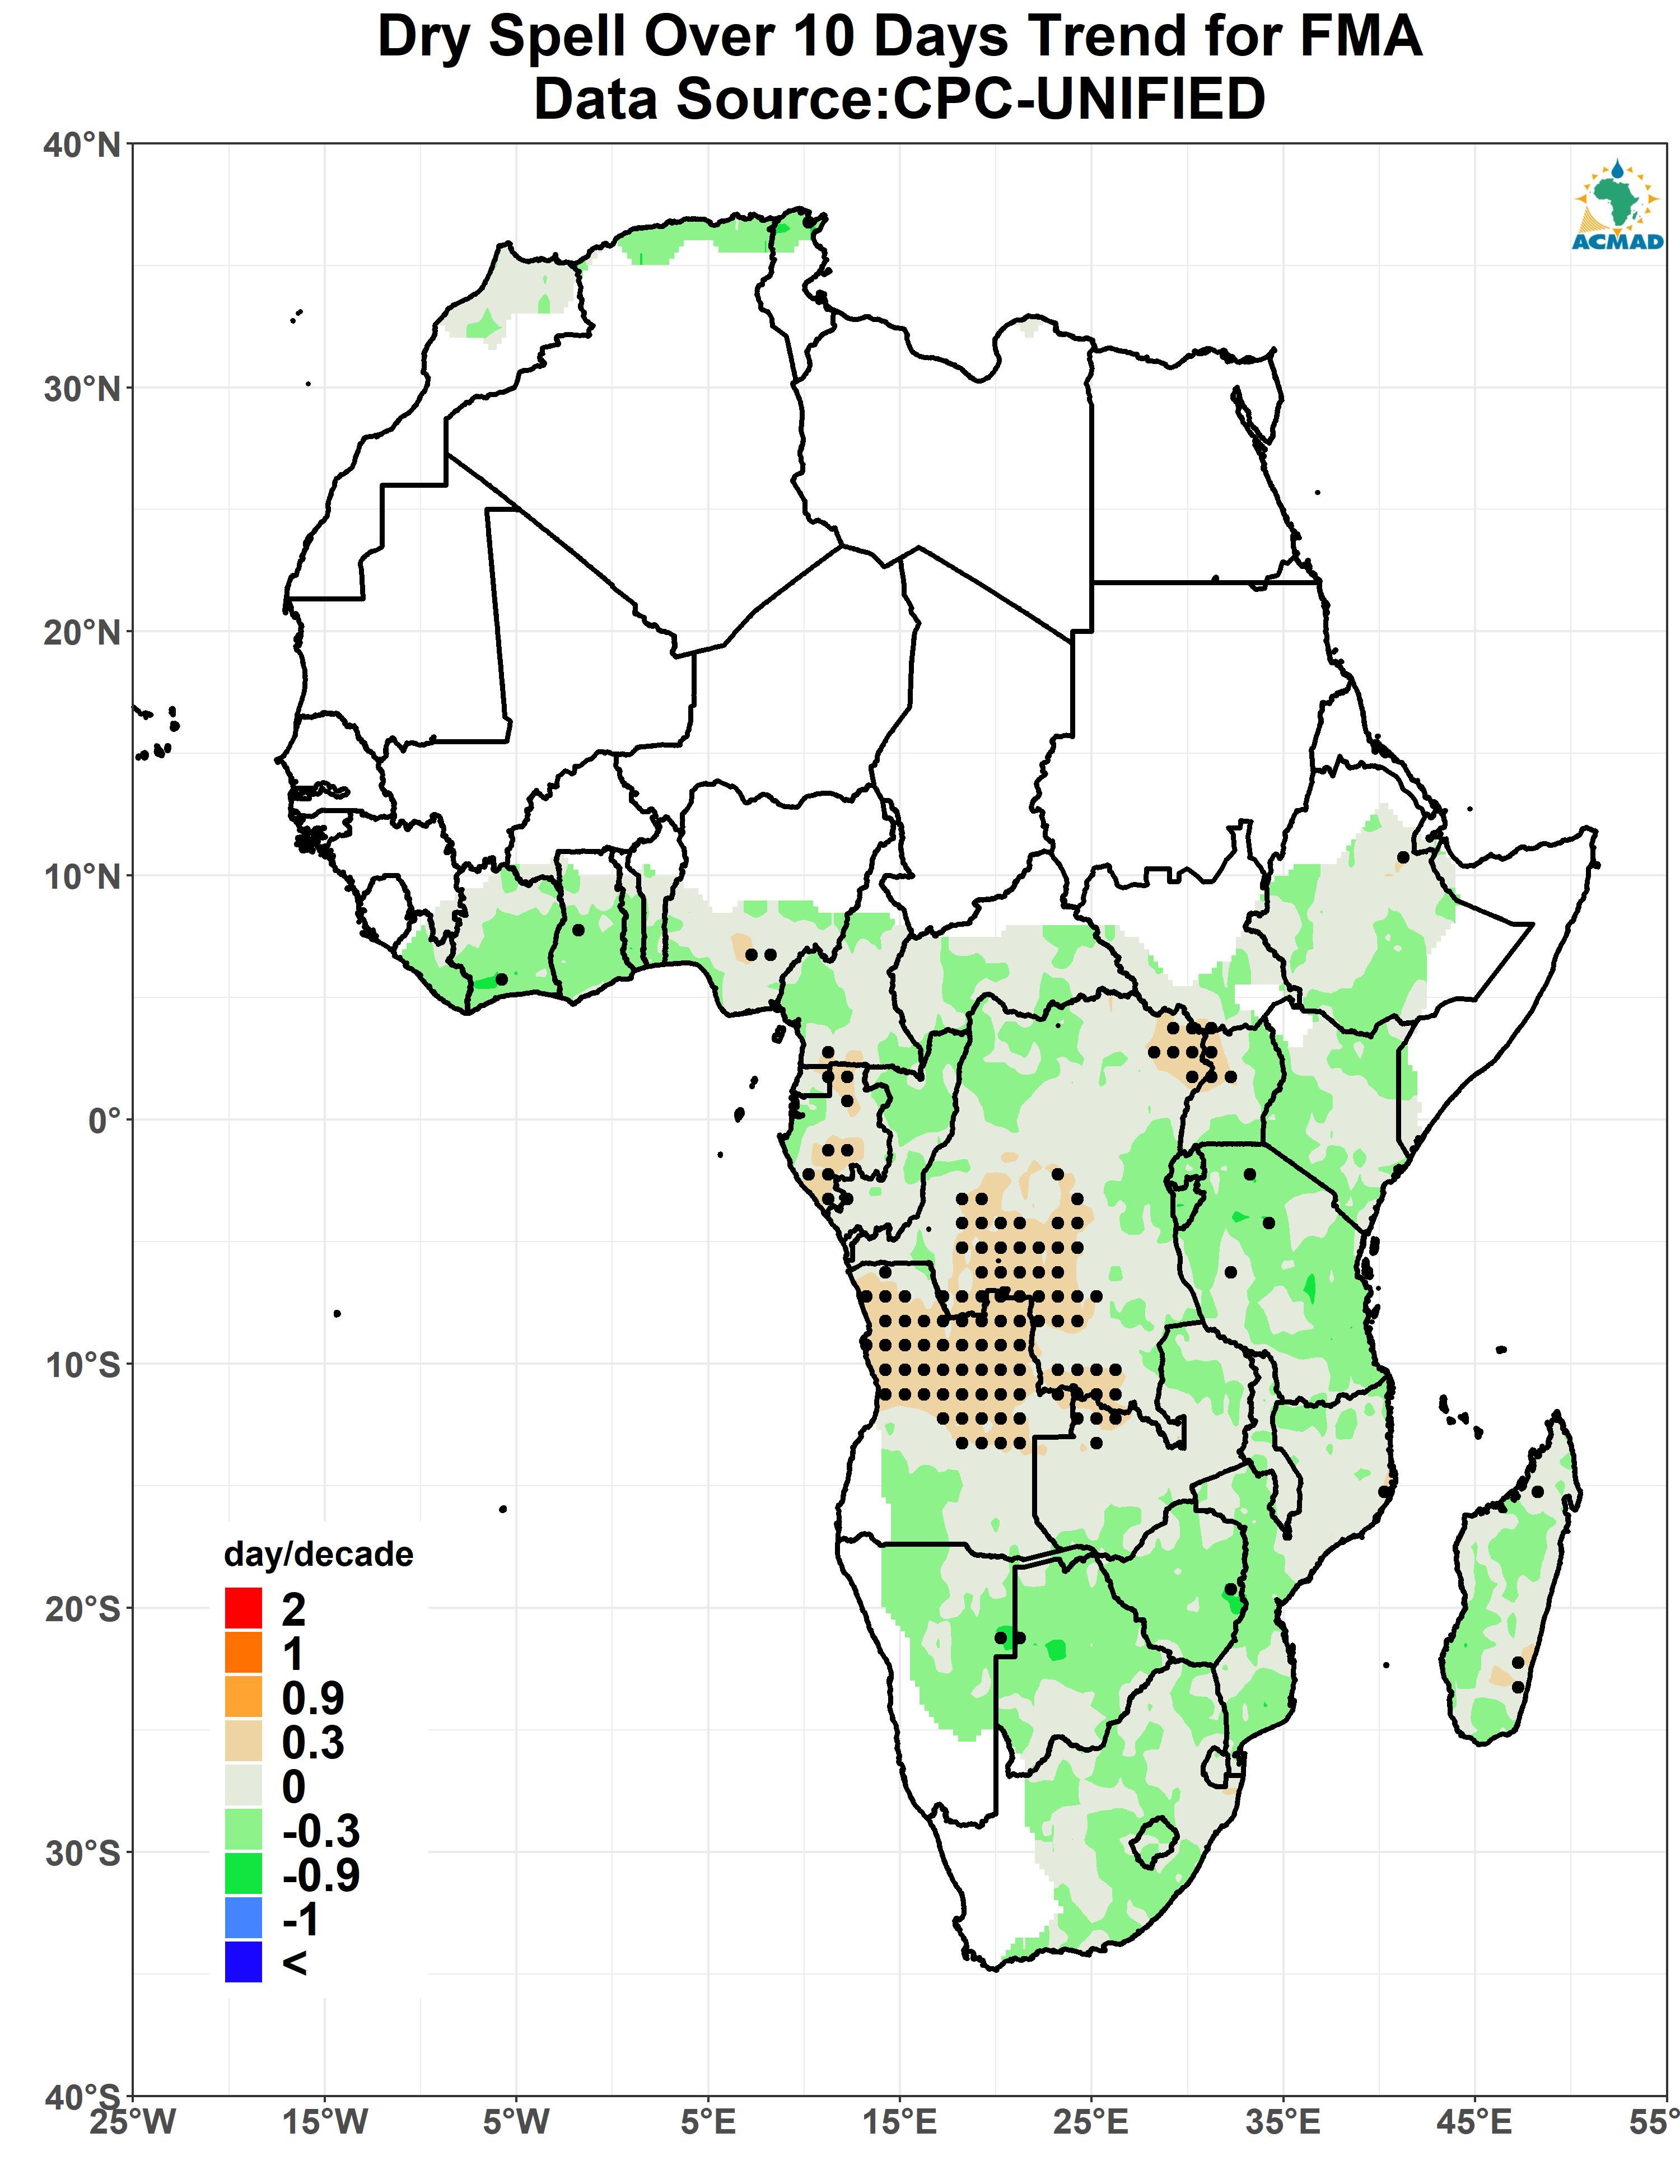 Dry Spell Over 10 Days Trend for FMA
Data Source:CPC-UNIFIED
40°N
30°N
20°N
10°N
0°
10°S
20°S
30°S
40°S
ACMAD
day/decade
2
1
0.9
0.3
0
-0.3
-0.9
-1
<
25°W 15°W 5°W 5°E 15°E 25°E 35°E 45°E 55°